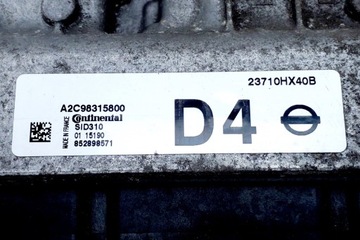 23710HX40B
A2C98315800
Continental
SID310
01 15190
852898571
MADE IN FRANCE
D4